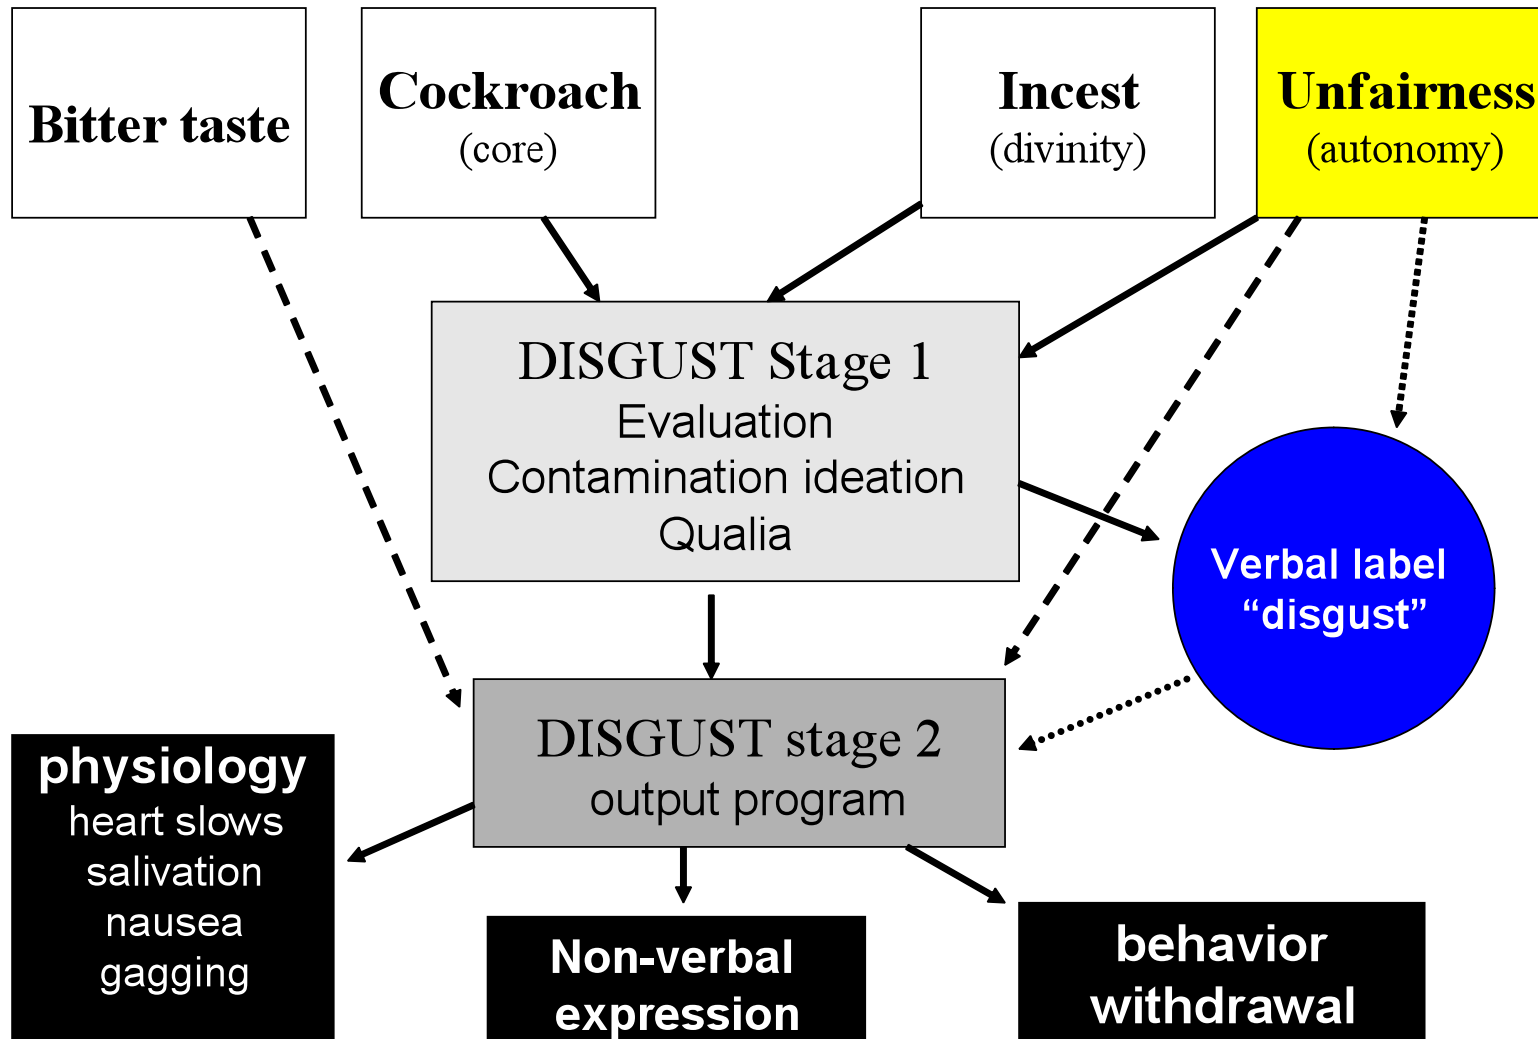 Bitter taste
Cockroach
(core)
Incest
(divinity)
Unfairness
(autonomy)
DISGUST Stage 1
Evaluation
Contamination ideation
Qualia
Verbal label
“disgust”
DISGUST stage 2
output program
physiology
heart slows
salivation
nausea
gagging
Non-verbal
expression
behavior
withdrawal